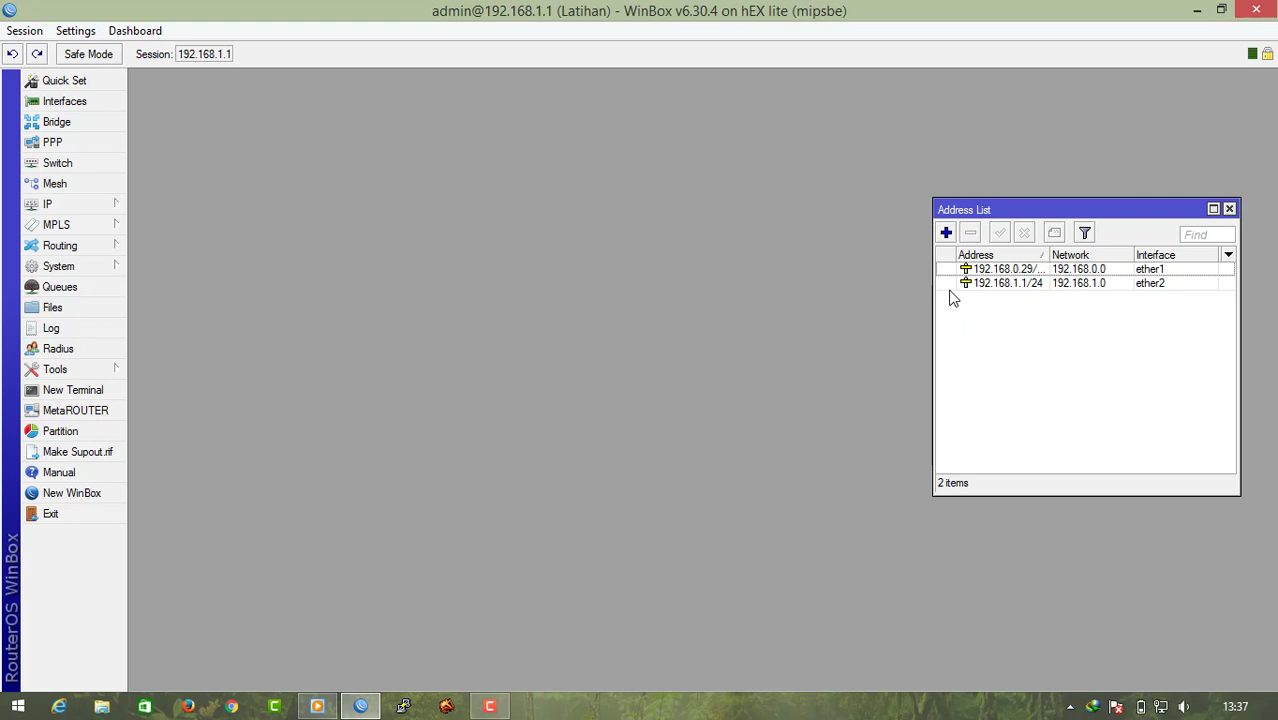 admin@192.168.1.1 (Latihan) - WinBox v6.30.4 on hEX lite (mipsbe)
Session Settings Dashboard
Safe Mode Session: 192.168.1.1
Quick Set
Interfaces
Bridge
PPP
Switch
Mesh
IP
MPLS
Routing
System
Queues
Files
Log
Radius
Tools
New Terminal
MetaROUTER
Partition
Make Supout.rif
Manual
New WinBox
Exit
RouterOS WinBox
Address List
Find
Address Network Interface
192.168.0.29/... 192.168.0.0 ether1
192.168.1.1/24 192.168.1.0 ether2
2 items
13:37